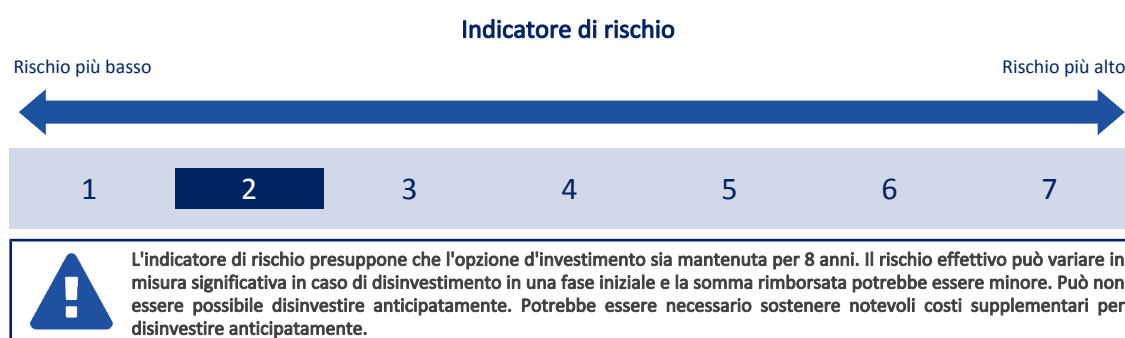 Indicatore di rischio
Rischio più basso
Rischio più alto
1 2 3 4 5 6 7
L'indicatore di rischio presuppone che l'opzione d'investimento sia mantenuta per 8 anni. Il rischio effettivo può variare in
misura significativa in caso di disinvestimento in una fase iniziale e la somma rimborsata potrebbe essere minore. Può non
essere possibile disinvestire anticipatamente. Potrebbe essere necessario sostenere notevoli costi supplementari per
disinvestire anticipatamente.